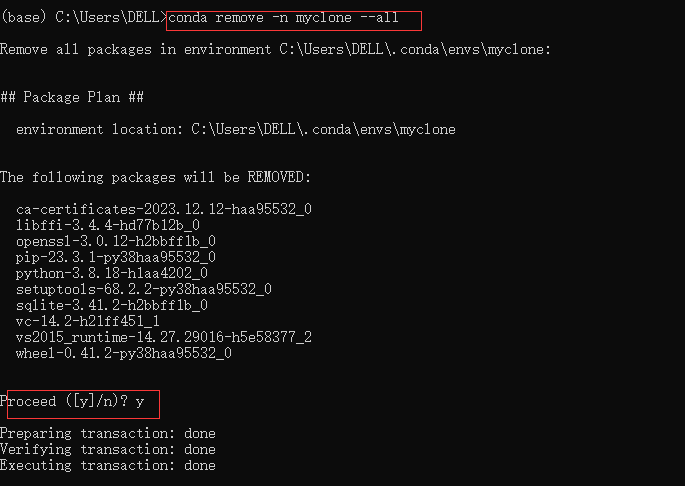 (base) C:\Users\DELL>conda remove -n myclone --all
Remove all packages in environment C:\Users\DELL\.conda\envs\myclone:
## Package Plan ##
environment location: C:\Users\DELL\.conda\envs\myclone
The following packages will be REMOVED:
ca-certificates-2023.12.12-haa95532_0
libffi-3.4.4-hd77b12b_0
openssl-3.0.12-h2bbff1b_0
pip-23.3.1-py38haa95532_0
python-3.8.18-h1aa4202_0
setuptools-68.2.2-py38haa95532_0
sqlite-3.41.2-h2bbff1b_0
vc-14.2-h21ff451_1
vs2015_runtime-14.27.29016-h5e58377_2
wheel-0.41.2-py38haa95532_0
Proceed ([y]/n)? y
Preparing transaction: done
Verifying transaction: done
Executing transaction: done